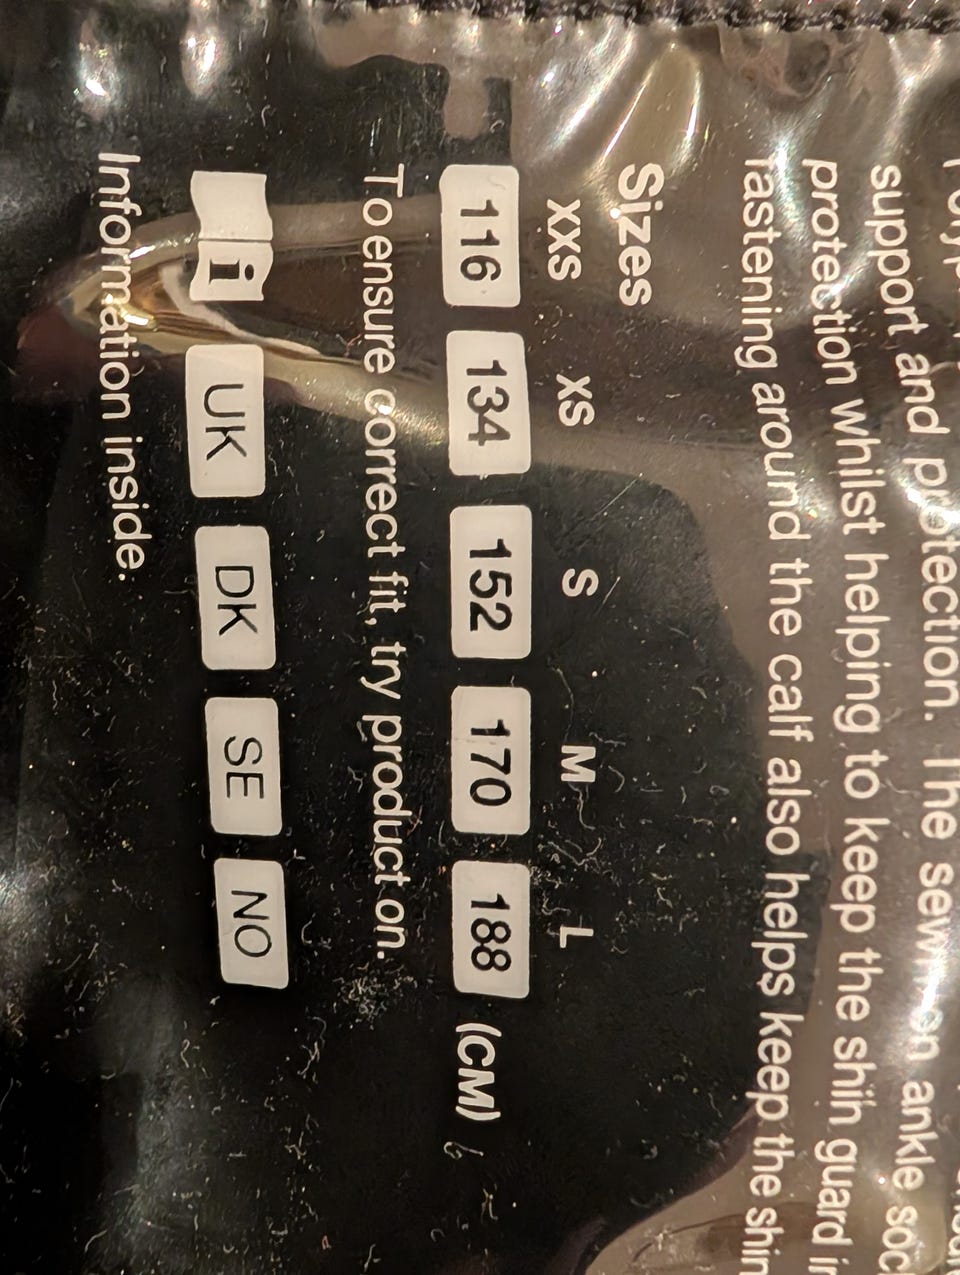 support and protection. The sewn on ankle
protection whilst helping to keep the shin guard
fastening around the calf also helps keep the shin
Sizes
XXS XS S M L
116 134 152 170 188 (CM)
To ensure correct fit, try product on.
i UK DK SE NO
Information inside.